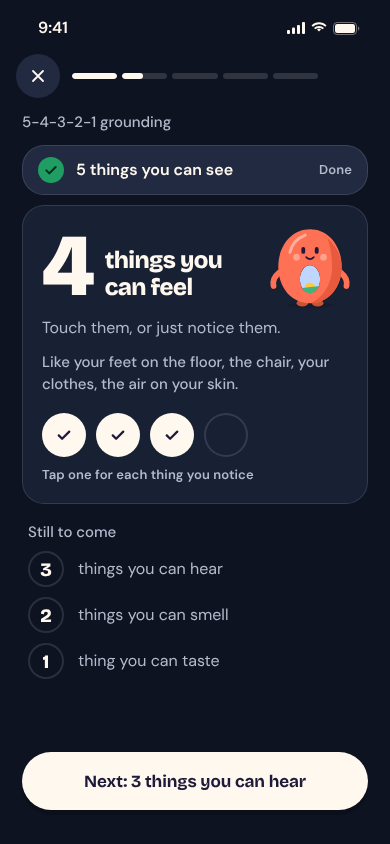 9:41
5-4-3-2-1 grounding
5 things you can see
Done
4
things you
can feel
Touch them, or just notice them.
Like your feet on the floor, the chair, your
clothes, the air on your skin.
Tap one for each thing you notice
Still to come
3 things you can hear
2 things you can smell
1 thing you can taste
Next: 3 things you can hear